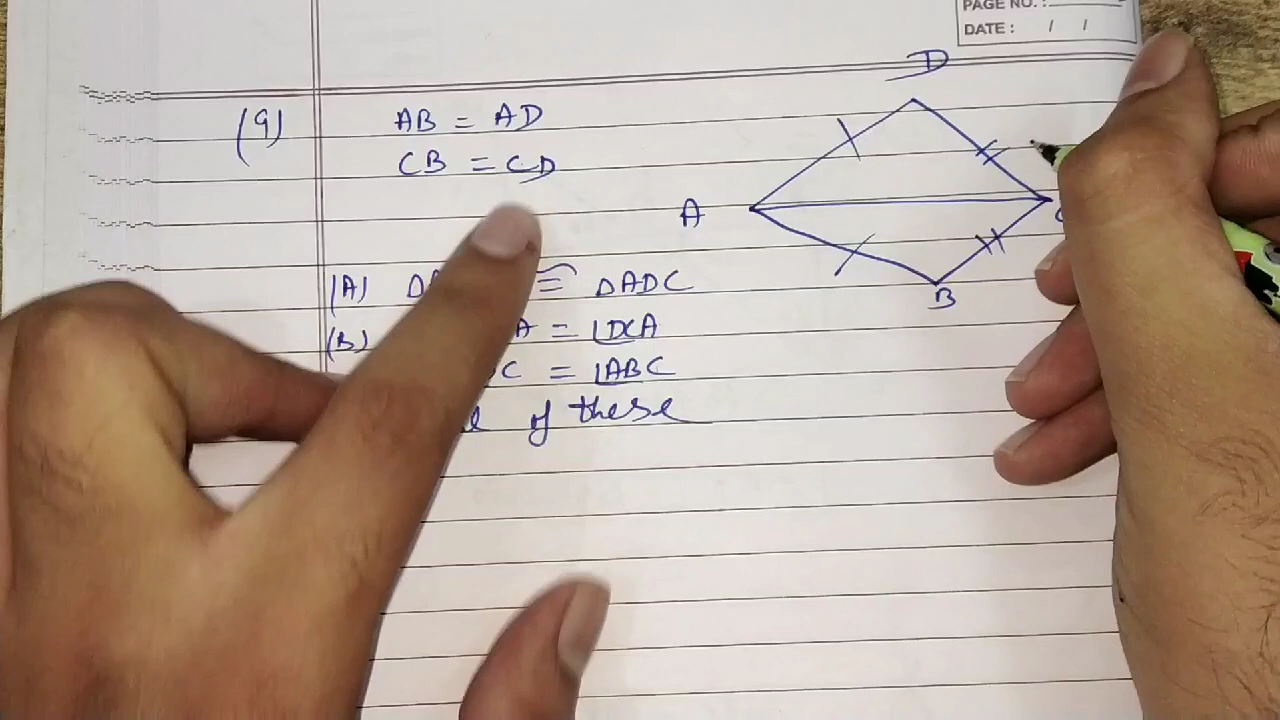 PAGE NO. :
DATE : / /
(9) AB = AD
CB = CD
(A) ≅ ΔADC
(B) A = ∠DCA
C = ∠ABC
of these
D
A
B